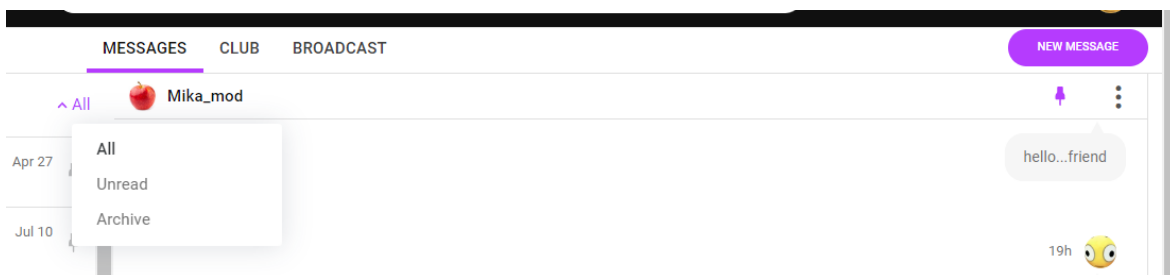 MESSAGES CLUB BROADCAST NEW MESSAGE
All Mika_mod
All
Unread
Archive
Apr 27
Jul 10
hello...friend
19h